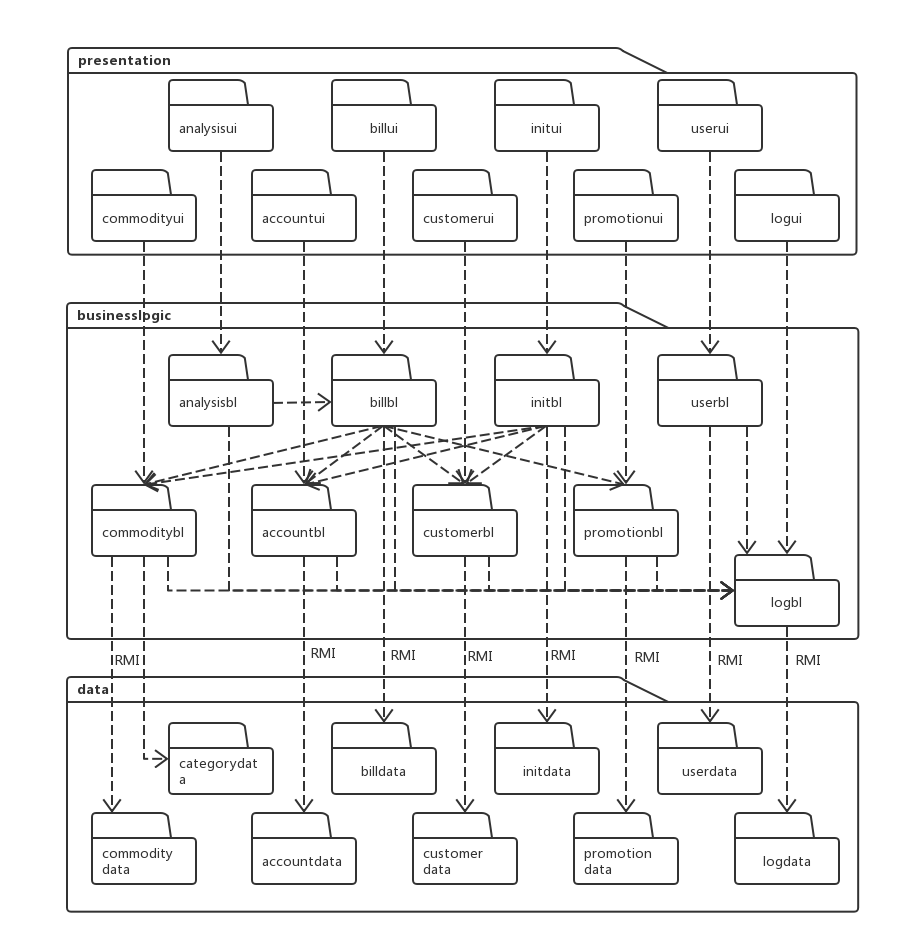 presentation
analysisui
billui
initui
userui
commodityui
accountui
customerui
promotionui
logui
businesslogic
analysisbl
billbl
initbl
userbl
commoditybl
accountbl
customerbl
promotionbl
logbl
RMI
RMI
RMI
RMI
RMI
RMI
RMI
RMI
data
categorydat
a
billdata
initdata
userdata
commodity
data
accountdata
customer
data
promotion
data
logdata